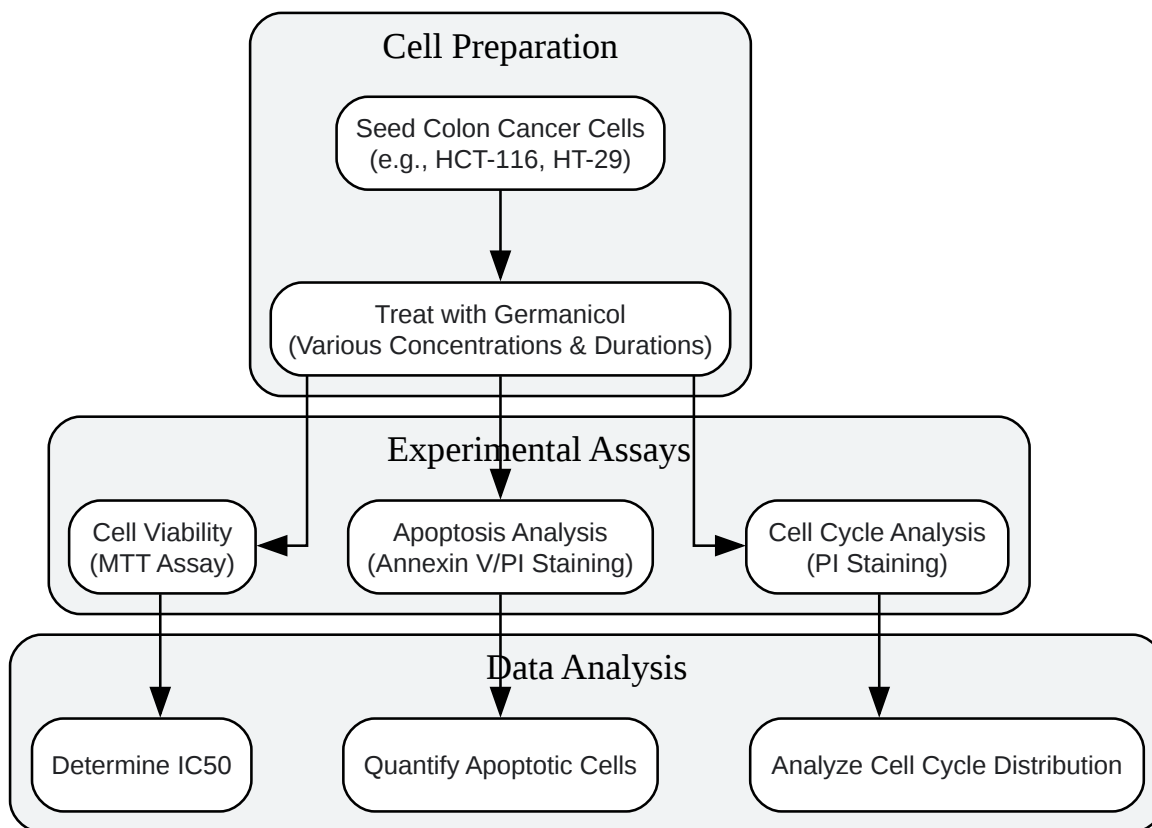 Cell Preparation
Seed Colon Cancer Cells
(e.g., HCT-116, HT-29)
Treat with Germanicol
(Various Concentrations & Durations)
Experimental Assays
Cell Viability
(MTT Assay)
Apoptosis Analysis
(Annexin V/PI Staining)
Cell Cycle Analysis
(PI Staining)
Data Analysis
Determine IC50
Quantify Apoptotic Cells
Analyze Cell Cycle Distribution